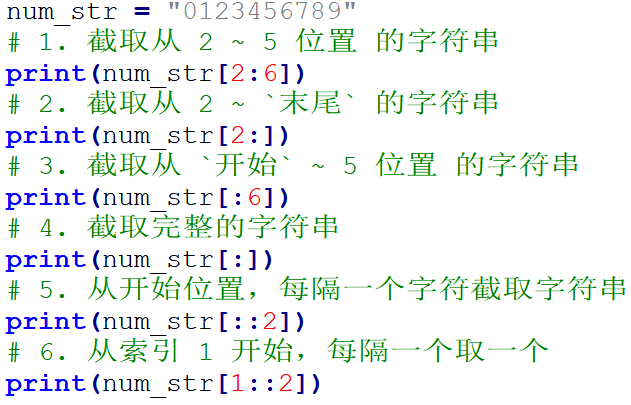 num_str = "0123456789"
# 1. 截取从 2 ~ 5 位置 的字符串
print(num_str[2:6])
# 2. 截取从 2 ~ `末尾` 的字符串
print(num_str[2:])
# 3. 截取从 `开始` ~ 5 位置 的字符串
print(num_str[:6])
# 4. 截取完整的字符串
print(num_str[:])
# 5. 从开始位置，每隔一个字符截取字符串
print(num_str[::2])
# 6. 从索引 1 开始，每隔一个取一个
print(num_str[1::2])